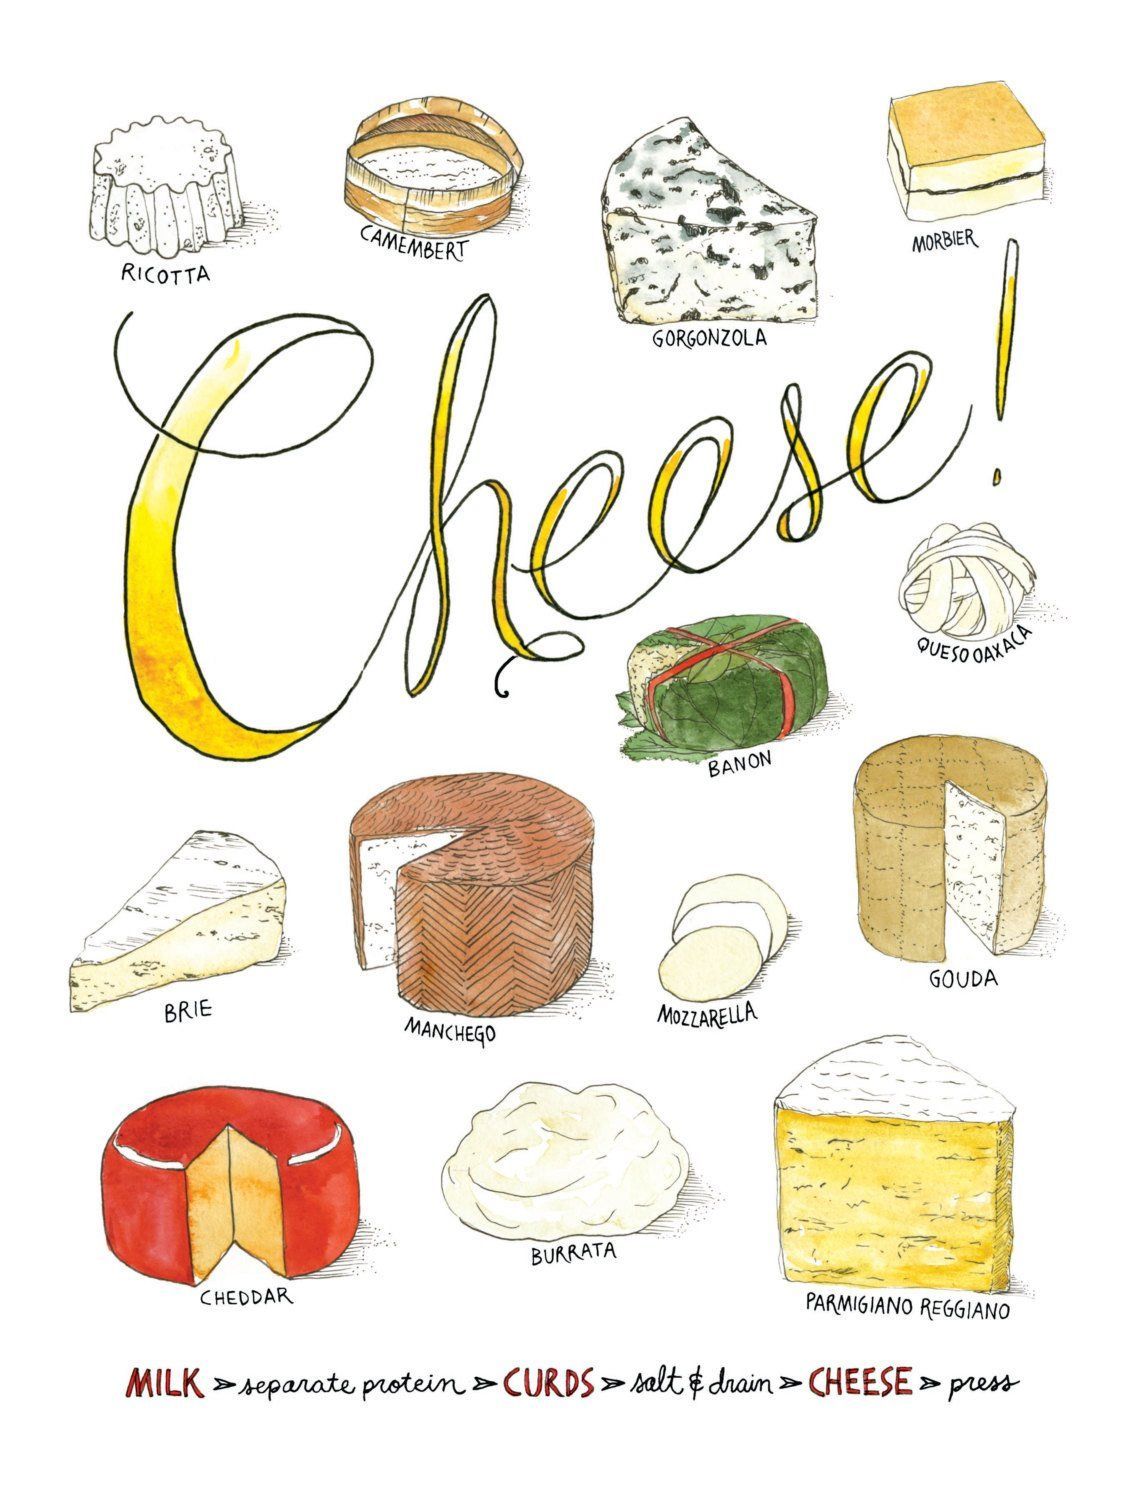 RICOTTA
CAMEMBERT
GORGONZOLA
MORBIER
Cheese!
QUESO OAXACA
BANON
BRIE
MANCHEGO
MOZZARELLA
GOUDA
CHEDDAR
BURRATA
PARMIGIANO REGGIANO
MILK > separate protein > CURDS > salt & drain > CHEESE > press